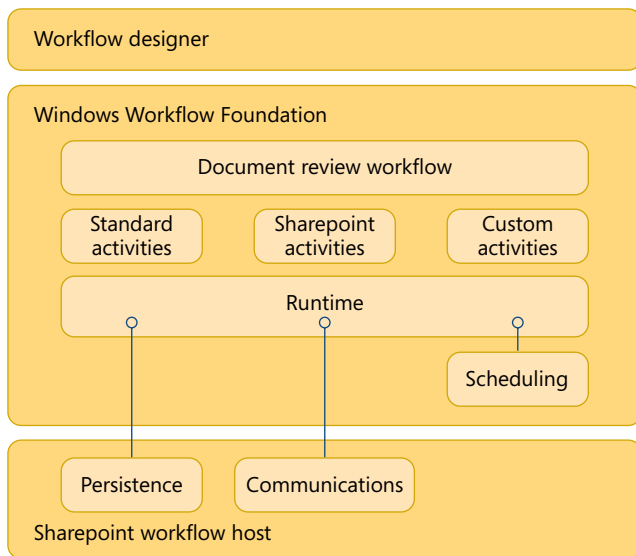 Workflow designer
Windows Workflow Foundation
Document review workflow
Standard
activities
Sharepoint
activities
Custom
activities
Runtime
Scheduling
Persistence
Communications
Sharepoint workflow host